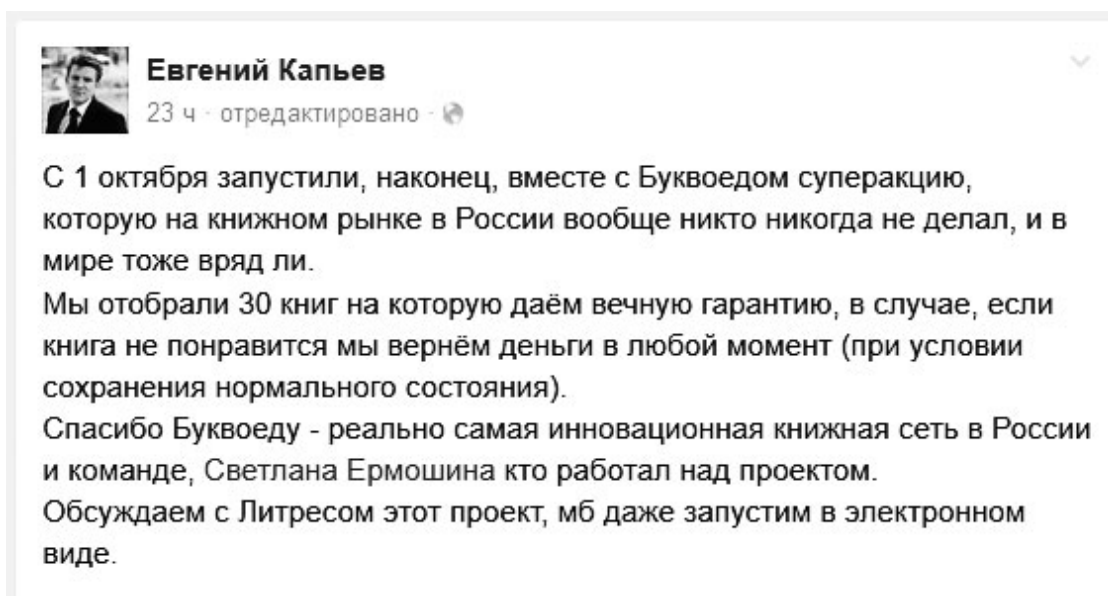 Евгений Капьев
23 ч · отредактировано ·
С 1 октября запустили, наконец, вместе с Буквоедом суперакцию,
которую на книжном рынке в России вообще никто никогда не делал, и в
мире тоже вряд ли.
Мы отобрали 30 книг на которую даём вечную гарантию, в случае, если
книга не понравится мы вернём деньги в любой момент (при условии
сохранения нормального состояния).
Спасибо Буквоеду - реально самая инновационная книжная сеть в России
и команде, Светлана Ермошина кто работал над проектом.
Обсуждаем с Литресом этот проект, мб даже запустим в электронном
виде.